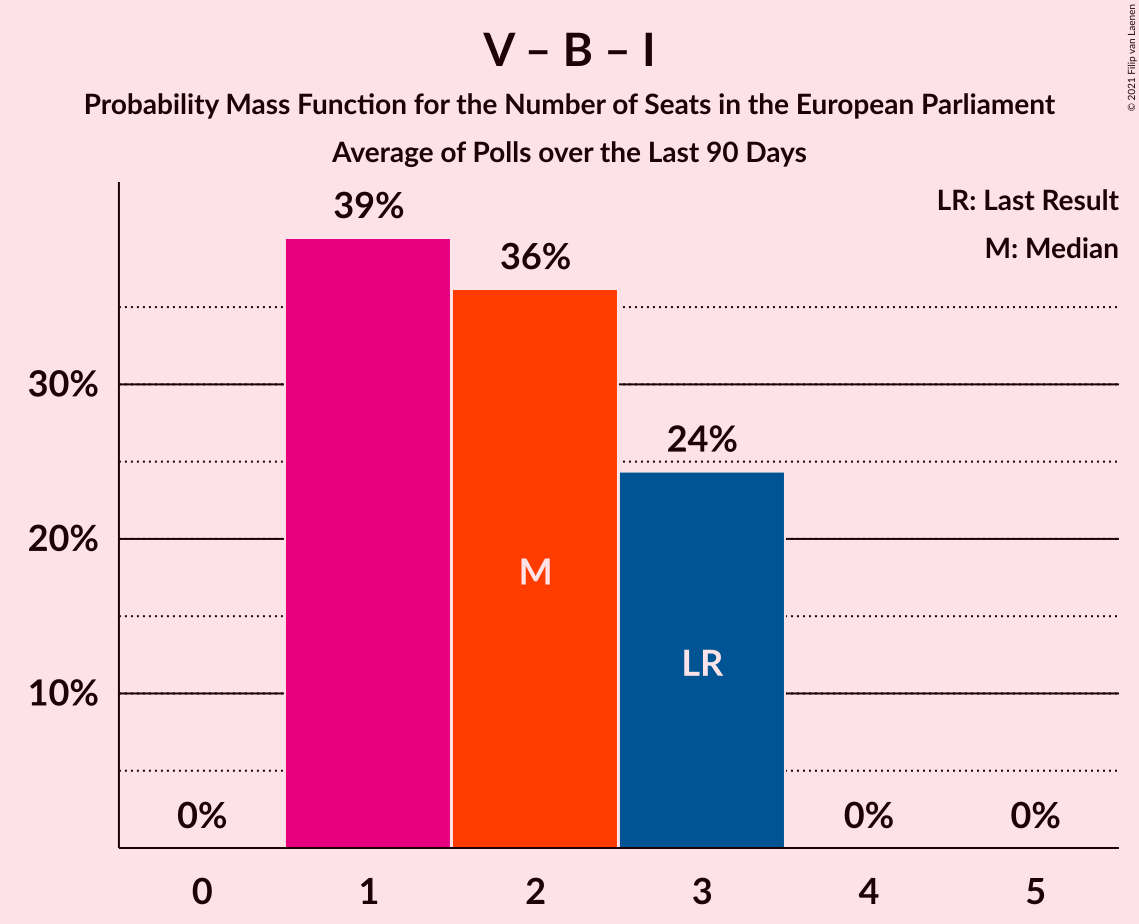 V – B – I
Probability Mass Function for the Number of Seats in the European Parliament
Average of Polls over the Last 90 Days
© 2021 Filip van Laenen
LR: Last Result
M: Median
39%
36%
30%
24%
20%
M
LR
10%
0%
0%
0%
0 1 2 3 4 5